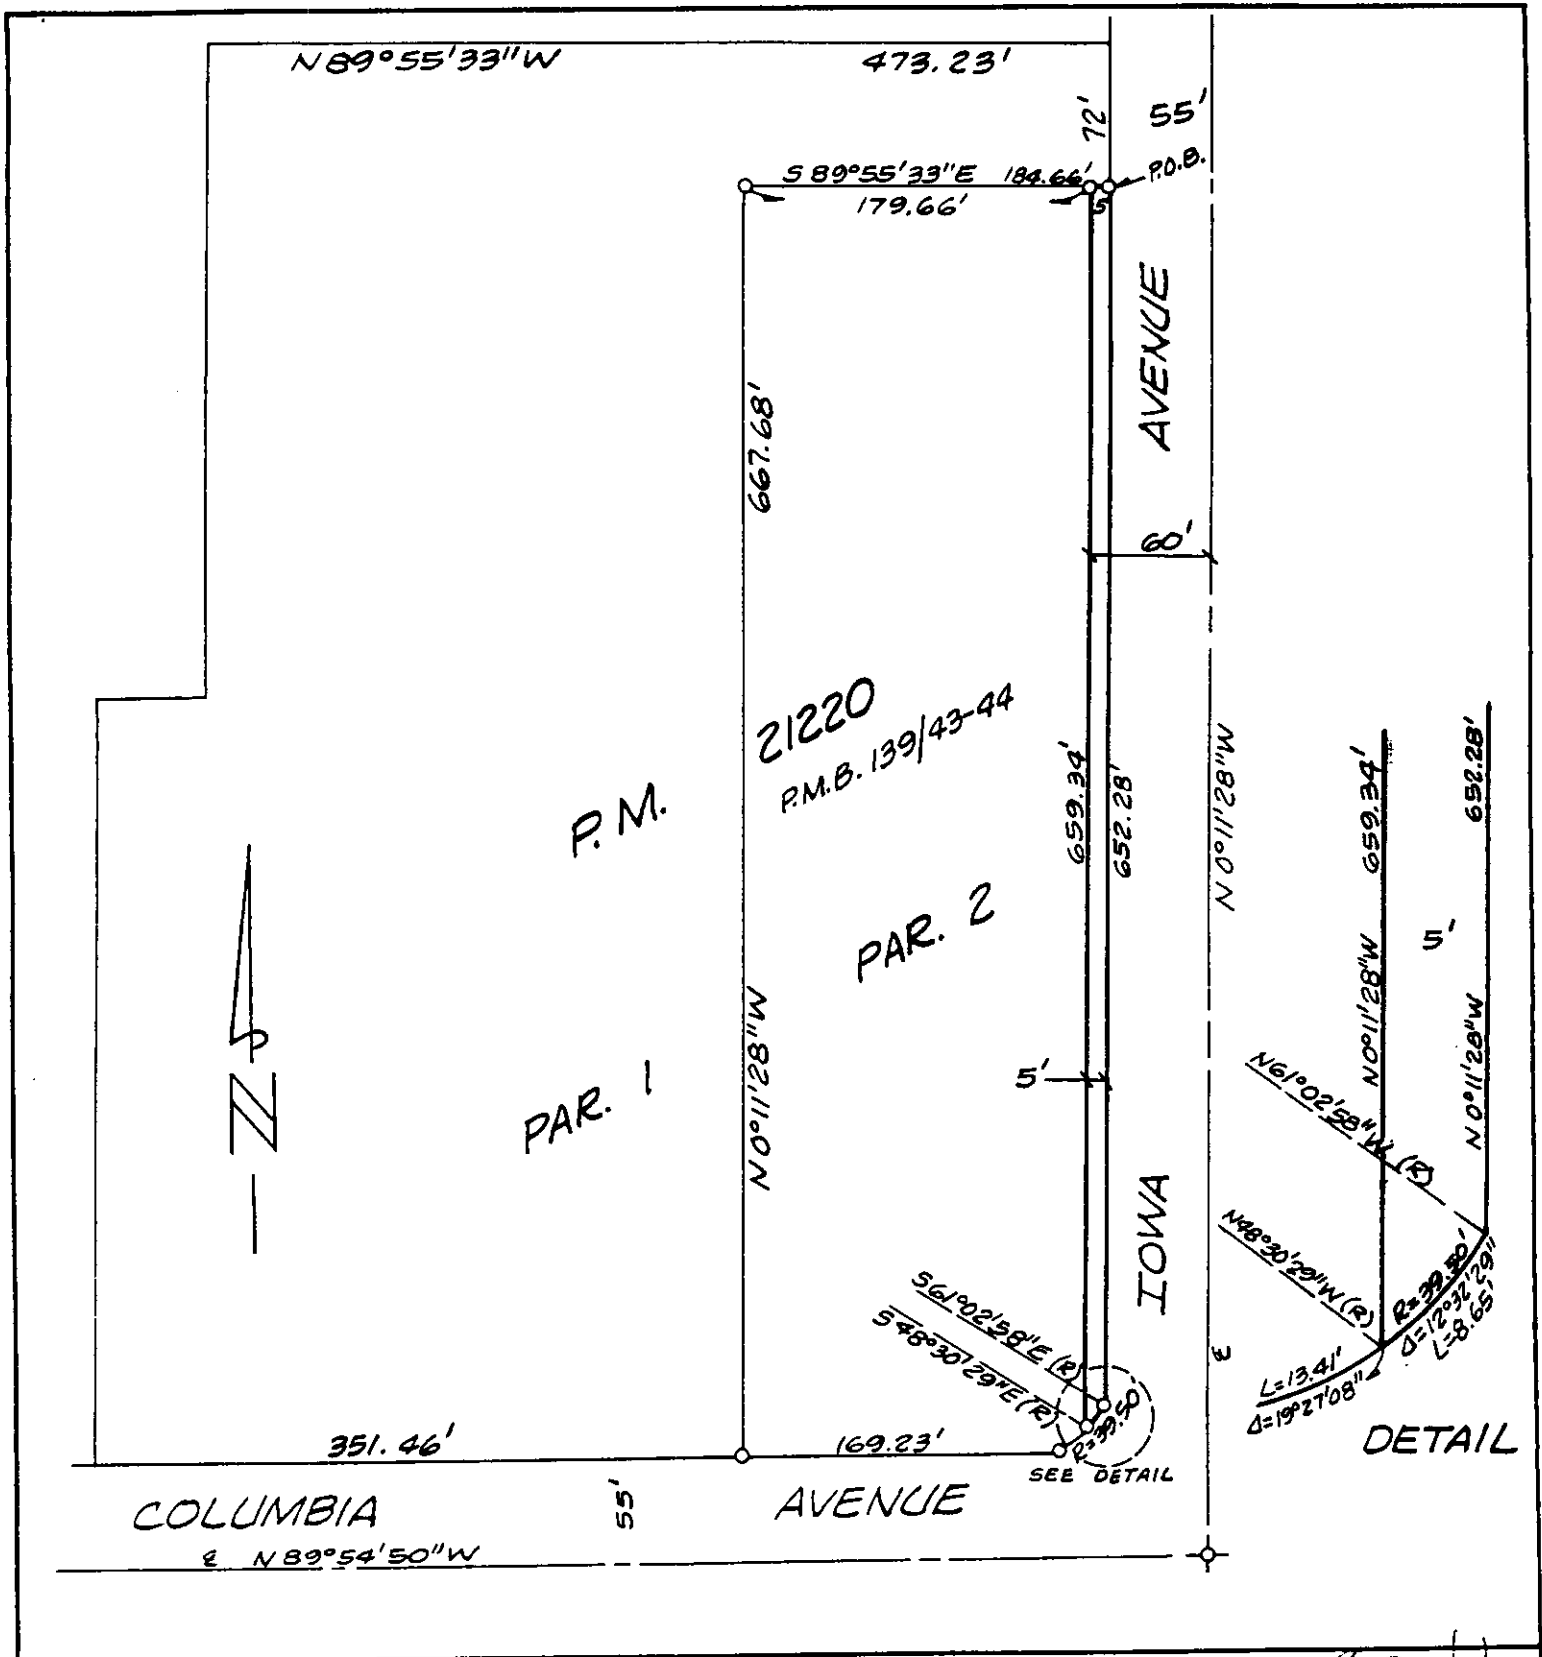 N89°55'33"W 473.23'
72' 55'
P.O.B.
S89°55'33"E 184.66'
179.66' 5'
AVENUE
667.68'
60'
21220
P.M.B. 139/43-44
P.M.
659.34'
652.28'
N0°11'28"W
659.34'
652.28'
PAR. 2
5'
N0°11'28"W
N0°11'28"W
N
N0°11'28"W
5'
PAR. 1
N61°02'58"W (R)
IOWA
N48°30'29"W (R)
S61°02'58"E (R)
S48°30'29"E (R)
R=39.50'
Δ=12°32'29"
L=8.65'
L=13.41'
Δ=19°27'08"
R=39.50'
DETAIL
351.46'
169.23'
SEE DETAIL
COLUMBIA AVENUE
55'
N89°54'50"W